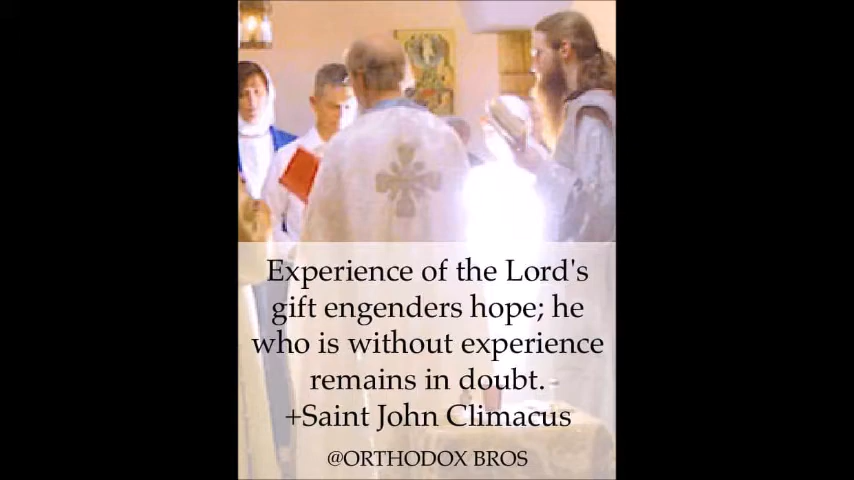 Experience of the Lord's
gift engenders hope; he
who is without experience
remains in doubt.
+Saint John Climacus
@ORTHODOX BROS